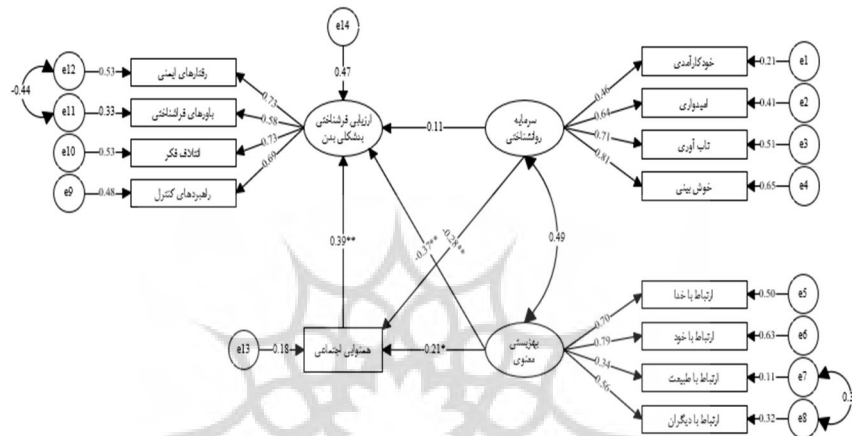 e14
0.47
e12
0.53
رفتارهای ایمنی
-0.44
e11
0.33
باورهای فراشناختی
e10
0.53
ائتلاف فکر
e9
0.48
راهبردهای کنترل
0.73
0.58
0.73
0.69
ارزیابی فرشناختی
بدشکلی بدن
0.11
سرمایه
روانشناختی
0.46
0.64
0.71
0.81
خودکارآمدی
0.21
e1
امیدواری
0.41
e2
تاب آوری
0.51
e3
خوش بینی
0.65
e4
0.39**
-0.37**
-0.28**
0.49
e13
0.18
همنوایی اجتماعی
0.21*
بهزیستی
معنوی
0.70
0.79
0.34
0.56
ارتباط با خدا
0.50
e5
ارتباط با خود
0.63
e6
ارتباط با طبیعت
0.11
e7
ارتباط با دیگران
0.32
e8